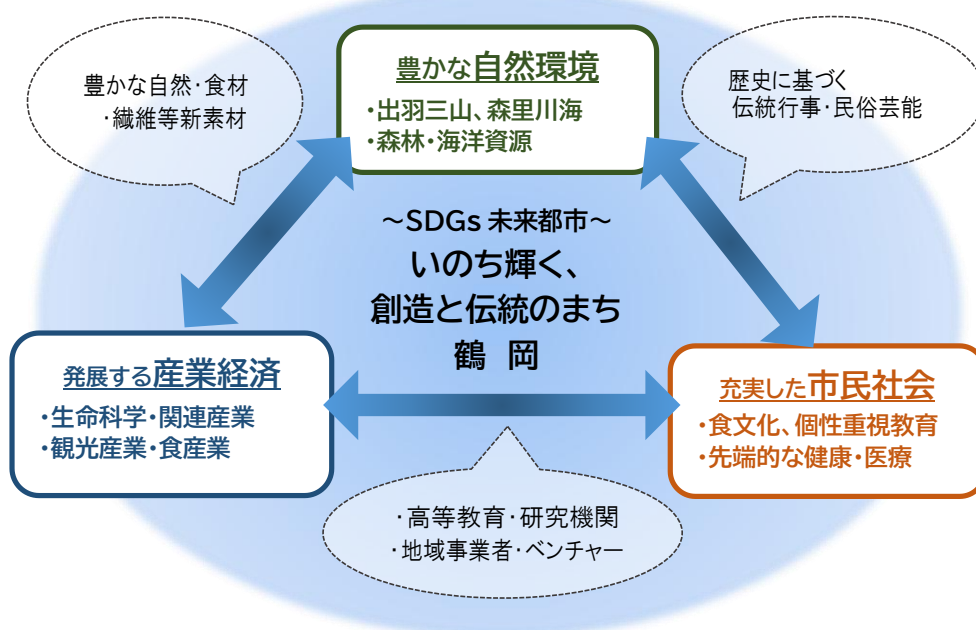 豊かな自然環境
・出羽三山、森里川海
・森林・海洋資源
豊かな自然・食材
・繊維等新素材
歴史に基づく
伝統行事・民俗芸能
～SDGs 未来都市～
いのち輝く、
創造と伝統のまち
鶴 岡
発展する産業経済
・生命科学・関連産業
・観光産業・食産業
充実した市民社会
・食文化、個性重視教育
・先端的な健康・医療
・高等教育・研究機関
・地域事業者・ベンチャー